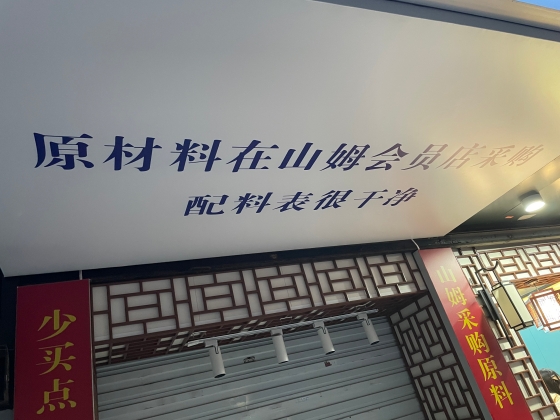 原材料在山姆会员店采购
配料表很干净
少买点
山姆采购原料